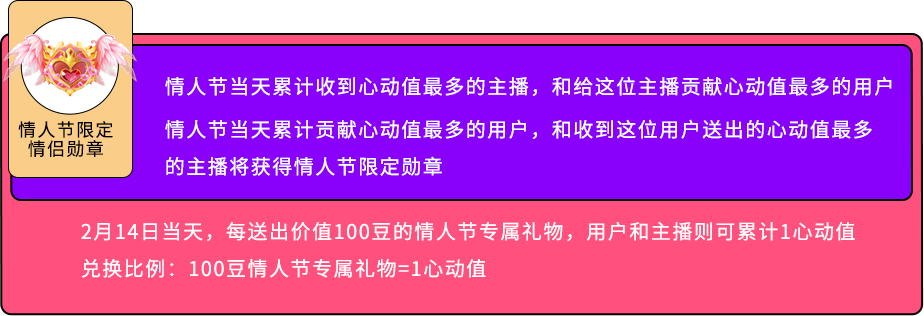 情人节限定
情侣勋章
情人节当天累计收到心动值最多的主播，和给这位主播贡献心动值最多的用户
情人节当天累计贡献心动值最多的用户，和收到这位用户送出的心动值最多
的主播将获得情人节限定勋章
2月14日当天，每送出价值100豆的情人节专属礼物，用户和主播则可累计1心动值
兑换比例：100豆情人节专属礼物=1心动值